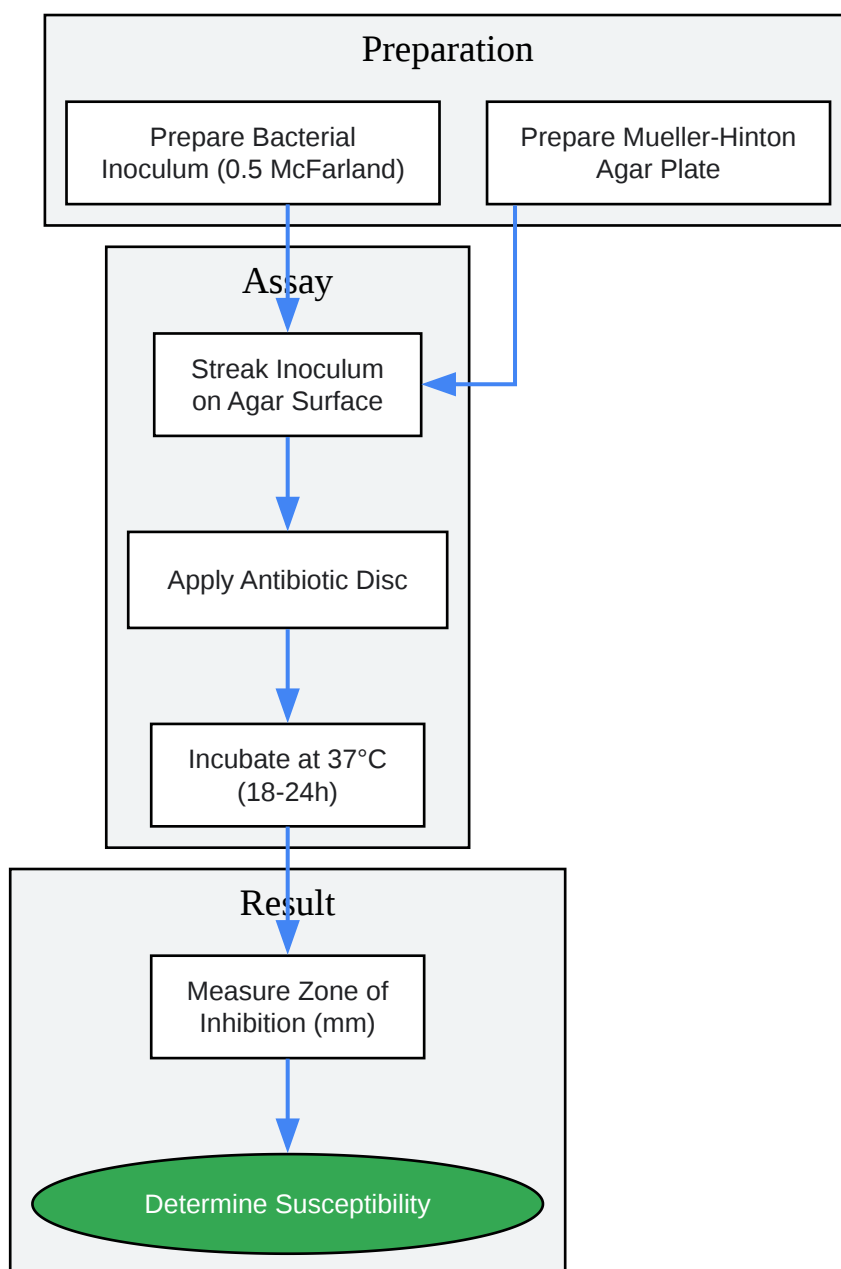 Preparation
Prepare Bacterial
Inoculum (0.5 McFarland)
Prepare Mueller-Hinton
Agar Plate
Assay
Streak Inoculum
on Agar Surface
Apply Antibiotic Disc
Incubate at 37°C
(18-24h)
Result
Measure Zone of
Inhibition (mm)
Determine Susceptibility